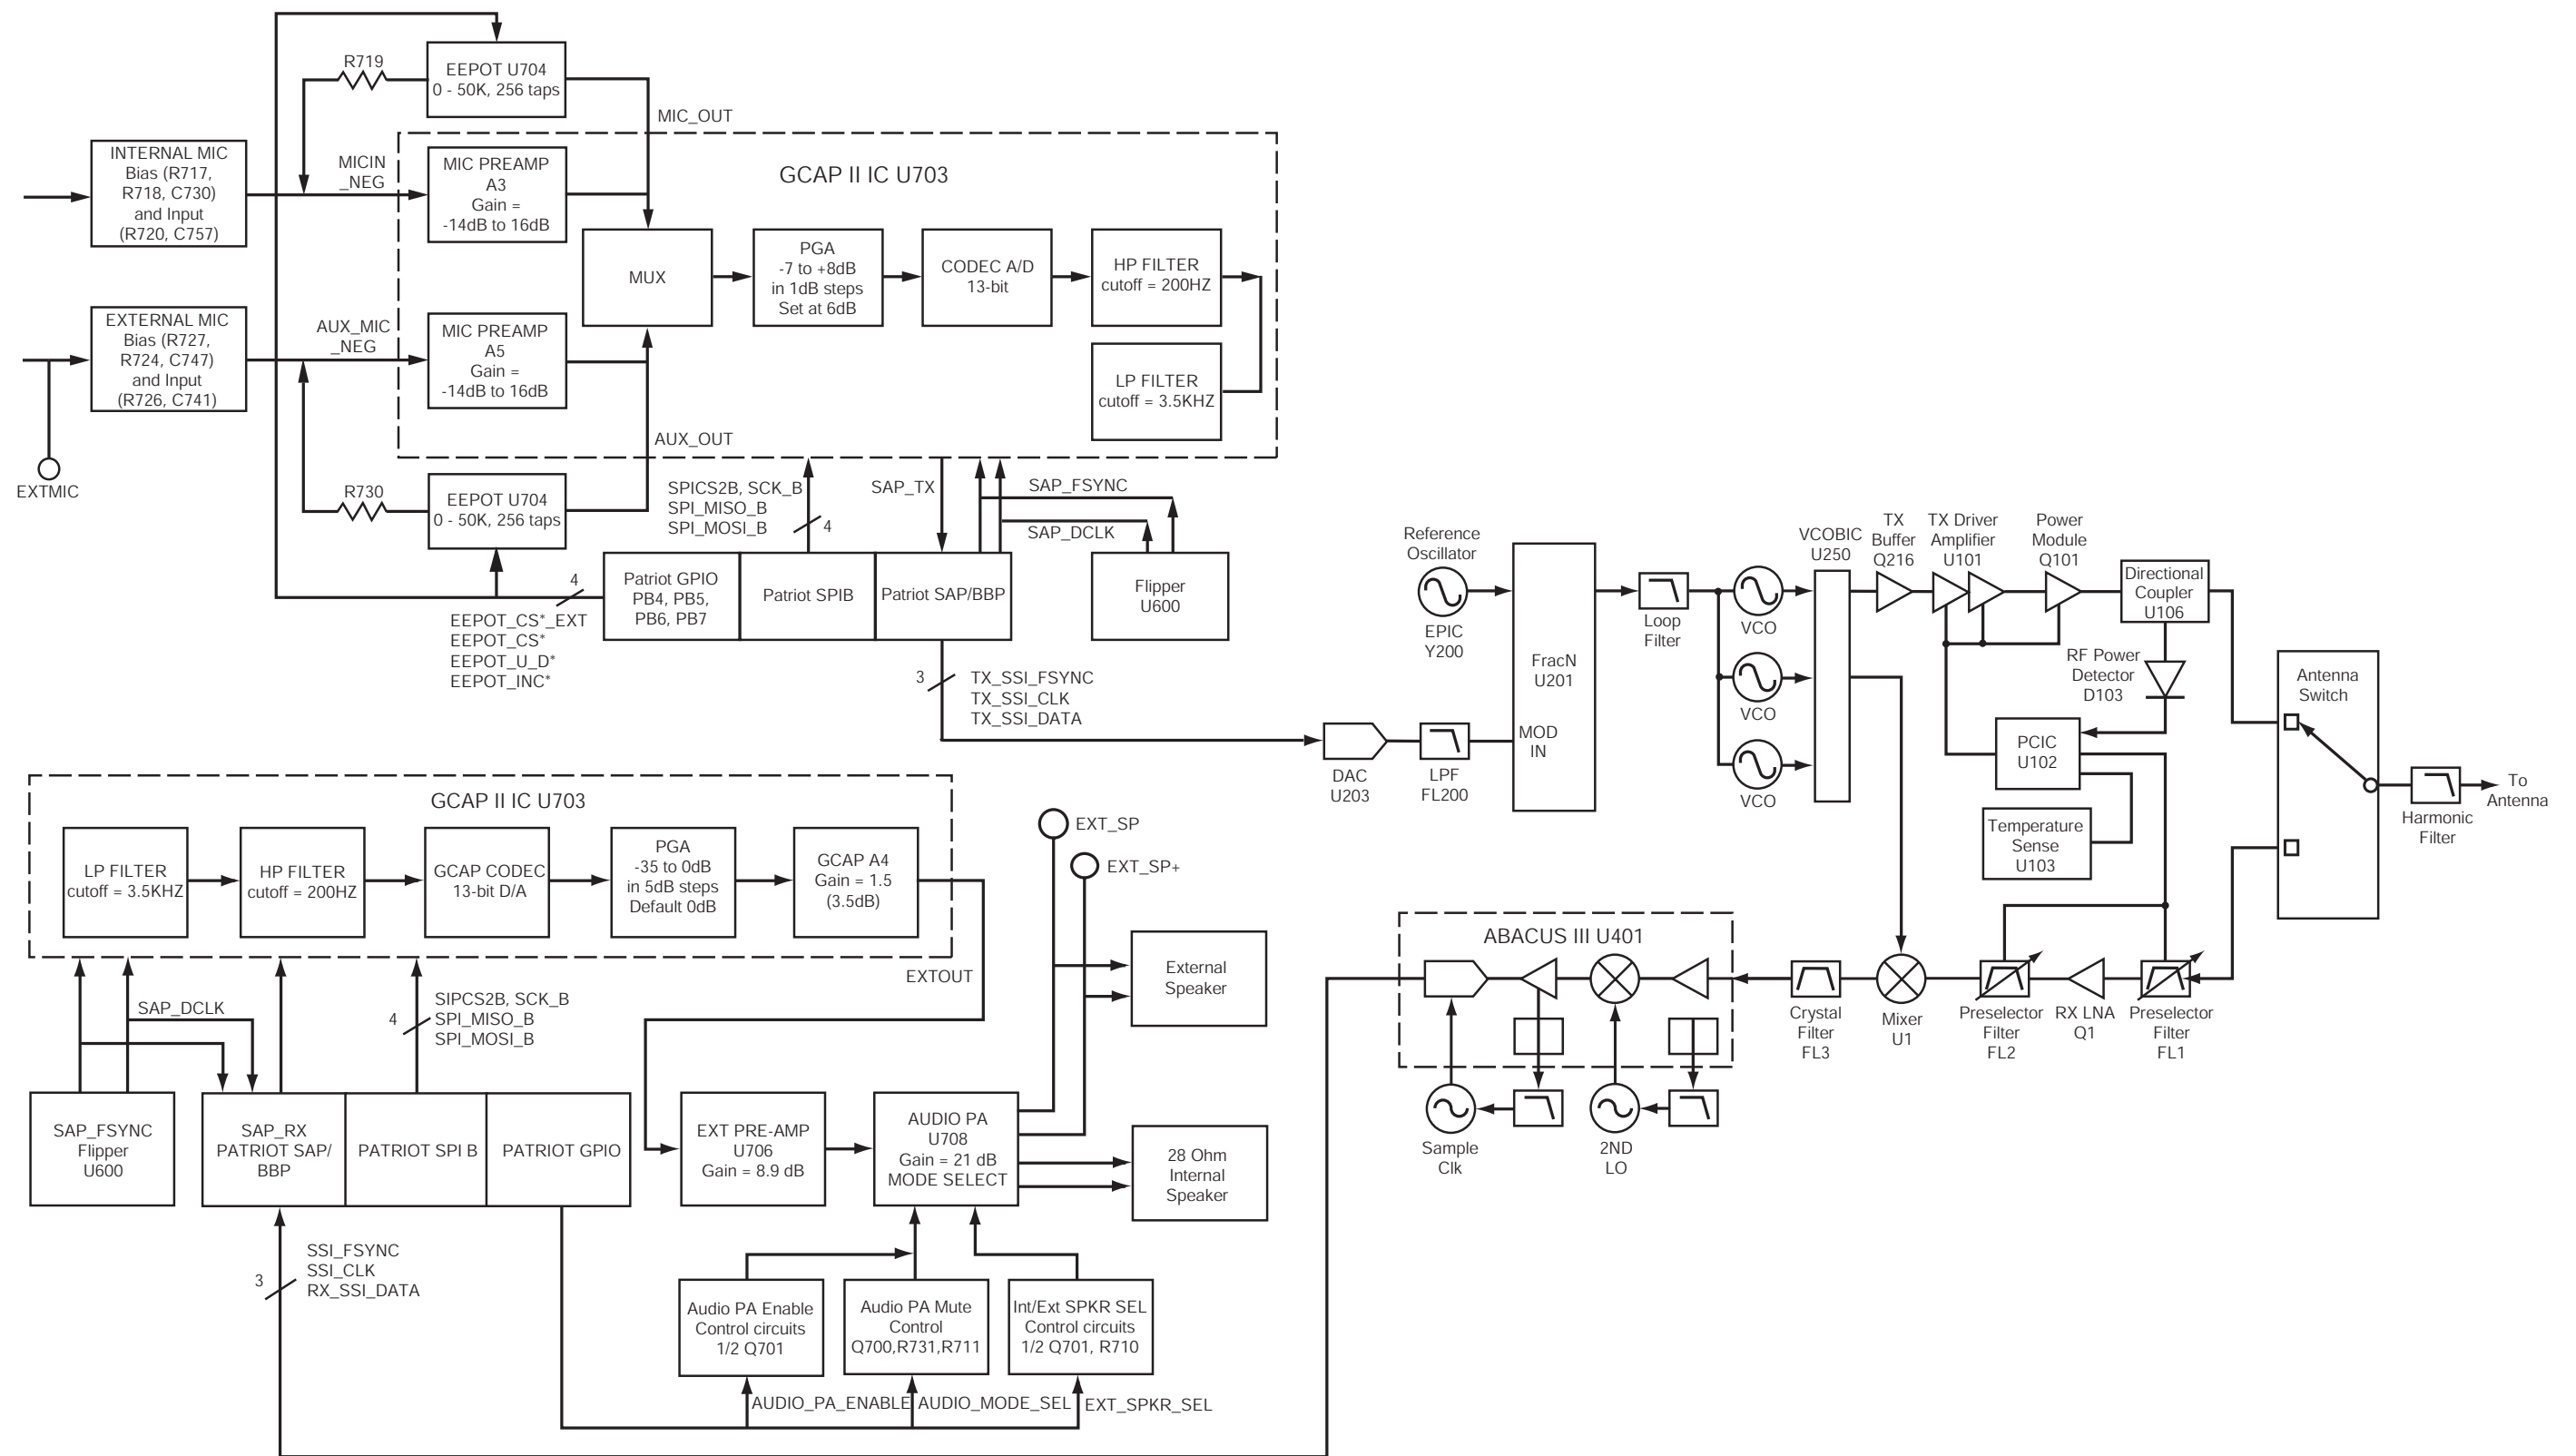 R719
EEPOT U704
0 - 50K, 256 taps
MIC_OUT
INTERNAL MIC
Bias (R717,
R718, C730)
and Input
(R720, C757)
MICIN
_NEG
MIC PREAMP
A3
Gain =
-14dB to 16dB
GCAP II IC U703
MUX
PGA
-7 to +8dB
in 1dB steps
Set at 6dB
CODEC A/D
13-bit
HP FILTER
cutoff = 200HZ
LP FILTER
cutoff = 3.5KHZ
EXTERNAL MIC
Bias (R727,
R724, C747)
and Input
(R726, C741)
AUX_MIC
_NEG
MIC PREAMP
A5
Gain =
-14dB to 16dB
AUX_OUT
EXTMIC
R730
EEPOT U704
0 - 50K, 256 taps
SPICS2B, SCK_B
SPI_MISO_B
SPI_MOSI_B
4
SAP_TX
SAP_FSYNC
SAP_DCLK
4
EEPOT_CS*_EXT
EEPOT_CS*
EEPOT_U_D*
EEPOT_INC*
Patriot GPIO
PB4, PB5,
PB6, PB7
Patriot SPIB
Patriot SAP/BBP
Flipper
U600
3
TX_SSI_FSYNC
TX_SSI_CLK
TX_SSI_DATA
Reference
Oscillator
EPIC
Y200
FracN
U201
MOD
IN
DAC
U203
LPF
FL200
Loop
Filter
VCO
VCO
VCO
VCOBIC
U250
TX
Buffer
Q216
TX Driver
Amplifier
U101
Power
Module
Q101
Directional
Coupler
U106
RF Power
Detector
D103
PCIC
U102
Temperature
Sense
U103
Antenna
Switch
Harmonic
Filter
To
Antenna
GCAP II IC U703
LP FILTER
cutoff = 3.5KHZ
HP FILTER
cutoff = 200HZ
GCAP CODEC
13-bit D/A
PGA
-35 to 0dB
in 5dB steps
Default 0dB
GCAP A4
Gain = 1.5
(3.5dB)
EXTOUT
EXT_SP
EXT_SP+
External
Speaker
SAP_DCLK
4
SIPCS2B, SCK_B
SPI_MISO_B
SPI_MOSI_B
SAP_FSYNC
Flipper
U600
SAP_RX
PATRIOT SAP/
BBP
PATRIOT SPI B
PATRIOT GPIO
EXT PRE-AMP
U706
Gain = 8.9 dB
AUDIO PA
U708
Gain = 21 dB
MODE SELECT
28 Ohm
Internal
Speaker
3
SSI_FSYNC
SSI_CLK
RX_SSI_DATA
Audio PA Enable
Control circuits
1/2 Q701
Audio PA Mute
Control
Q700,R731,R711
Int/Ext SPKR SEL
Control circuits
1/2 Q701, R710
AUDIO_PA_ENABLE
AUDIO_MODE_SEL
EXT_SPKR_SEL
ABACUS III U401
Sample
Clk
2ND
LO
Crystal
Filter
FL3
Mixer
U1
Preselector
Filter
FL2
RX LNA
Q1
Preselector
Filter
FL1